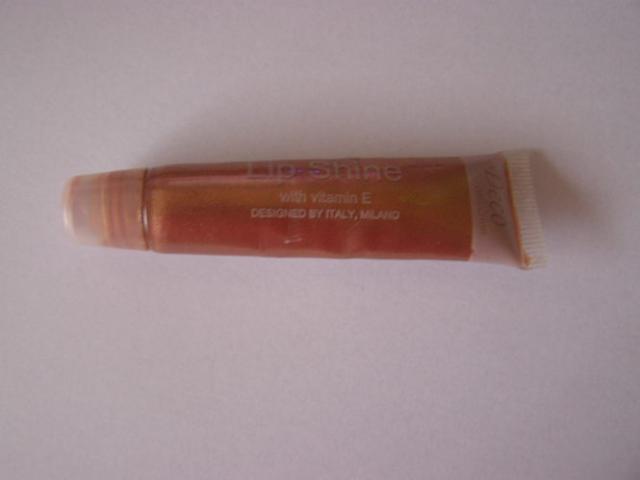 Lip Shine
with vitamin E
DESIGNED BY ITALY, MILANO